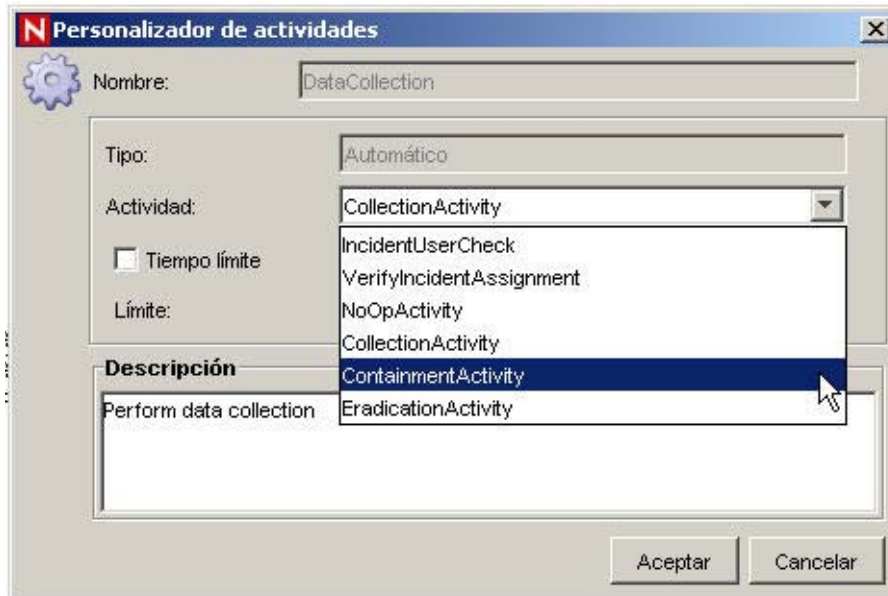 N Personalizador de actividades
Nombre: DataCollection
Tipo: Automático
Actividad: CollectionActivity
IncidentUserCheck
Tiempo límite
VerifyIncidentAssignment
NoOpActivity
Límite:
CollectionActivity
Descripción
ContainmentActivity
EradicationActivity
Perform data collection
Aceptar Cancelar